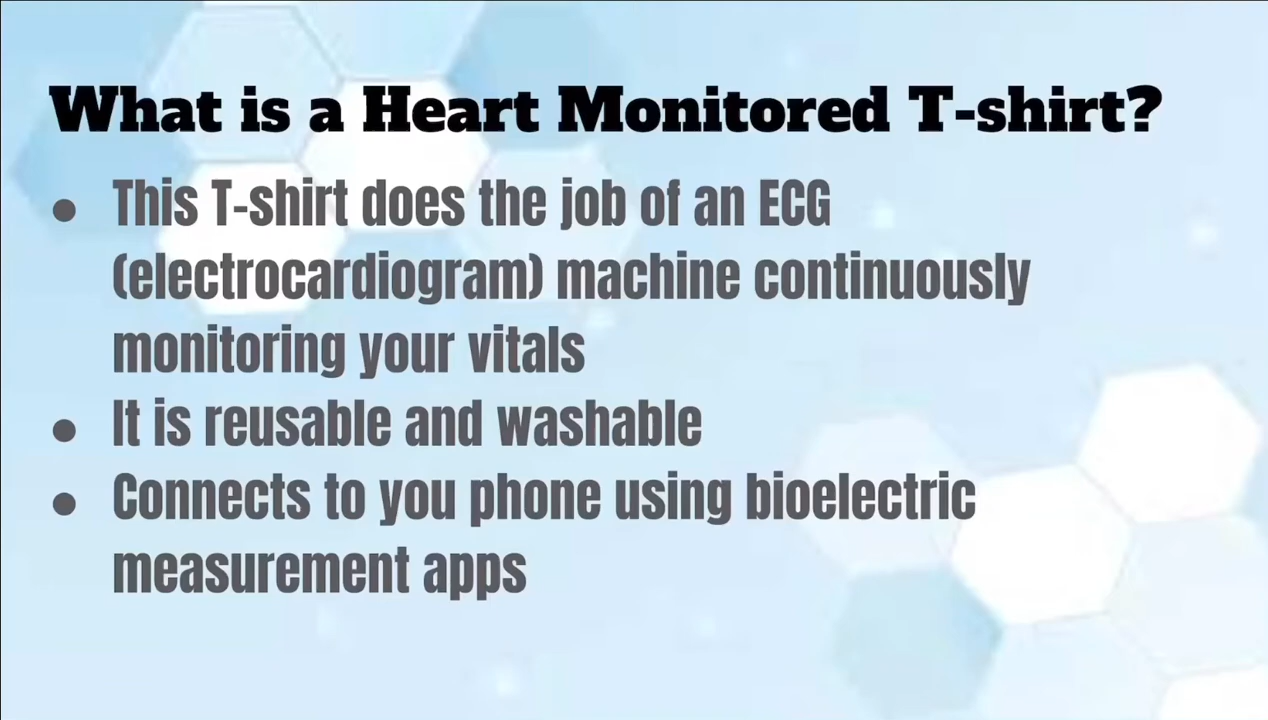 What is a Heart Monitored T-shirt?
● This T-shirt does the job of an ECG
(electrocardiogram) machine continuously
monitoring your vitals
● It is reusable and washable
● Connects to you phone using bioelectric
measurement apps